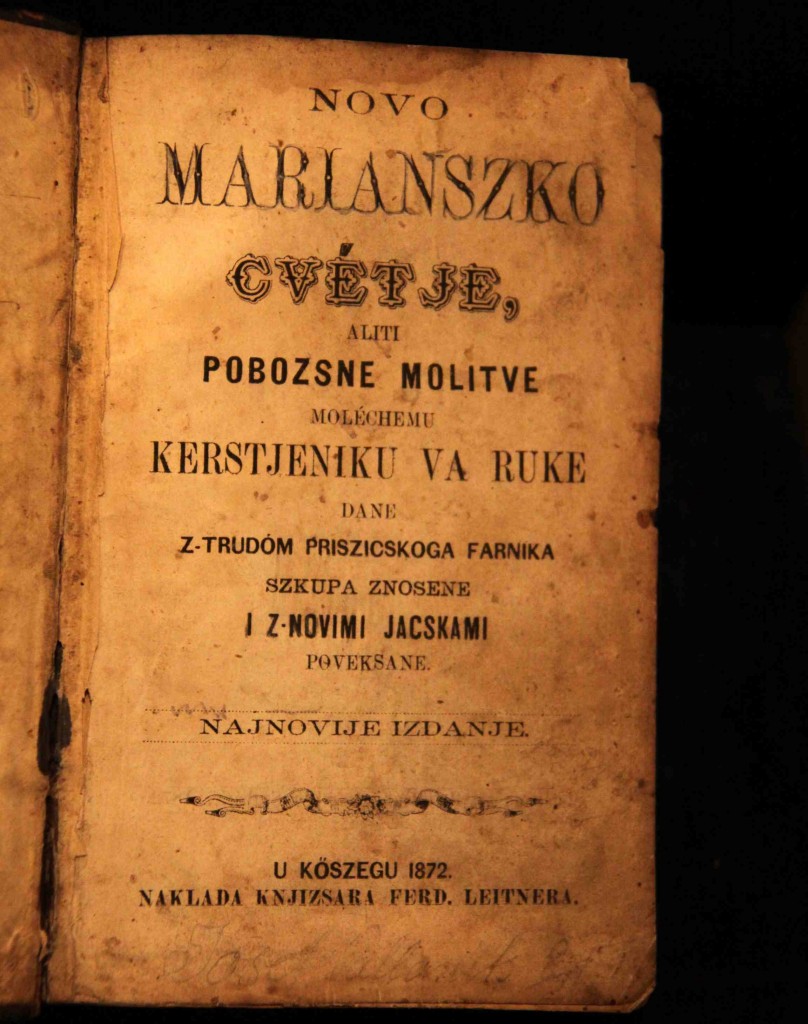 NOVO
MARIANSZKO
CVÉTJE,
ALITI
POBOZSNE MOLITVE
MOLÉCHEMU
KERSTJENIKU VA RUKE
DANE
Z-TRUDÓM PRISZICSKOGA FARNIKA
SZKUPA ZNOSENE
I Z-NOVIMI JACSKAMI
POVEKSANE.
NAJNOVIJE IZDANJE.
U KŐSZEGU 1872.
NAKLADA KNJIZSARA FERD. LEITNERA.